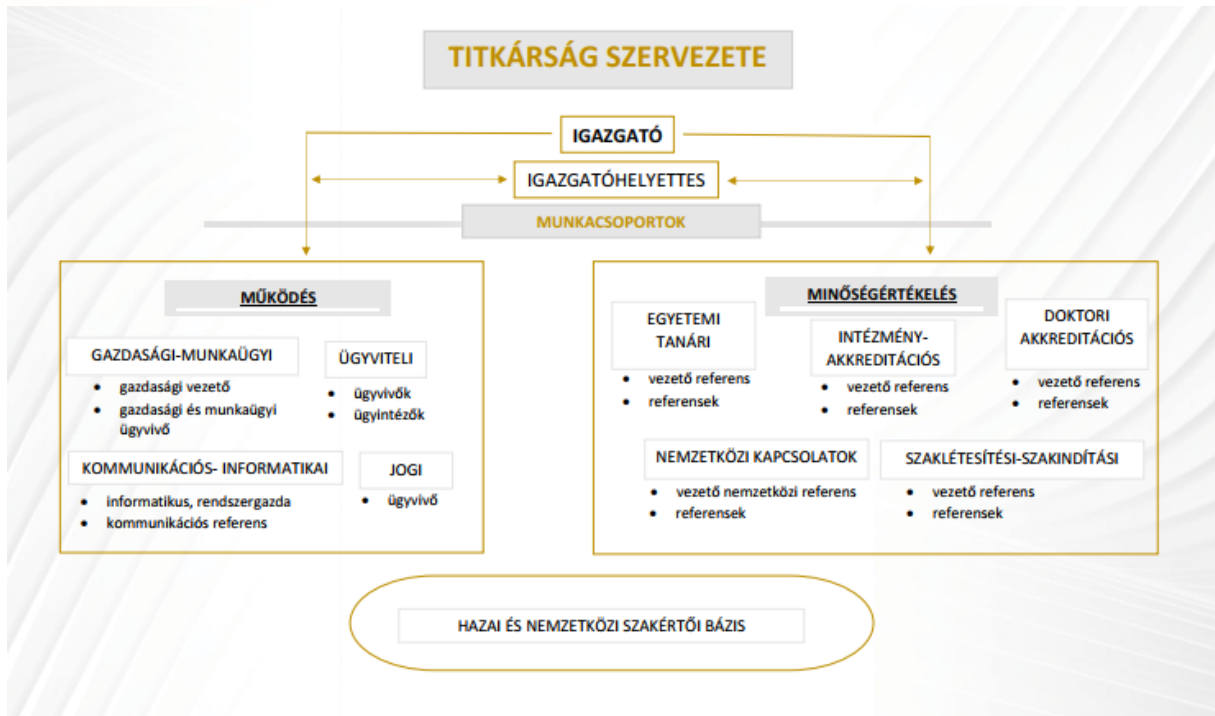 TITKÁRSÁG SZERVEZETE
IGAZGATÓ
IGAZGATÓHELYETTES
MUNKACSOPORTOK
MŰKÖDÉS
GAZDASÁGI-MUNKAÜGYI
• gazdasági vezető
• gazdasági és munkaügyi
ügyvivő
ÜGYVITELI
• ügyvivők
• ügyintézők
KOMMUNIKÁCIÓS- INFORMATIKAI
• informatikus, rendszergazda
• kommunikációs referens
JOGI
• ügyvivő
MINŐSÉGÉRTÉKELÉS
EGYETEMI
TANÁRI
• vezető referens
• referensek
INTÉZMÉNY-
AKKREDITÁCIÓS
• vezető referens
• referensek
DOKTORI
AKKREDITÁCIÓS
• vezető referens
• referensek
NEMZETKÖZI KAPCSOLATOK
• vezető nemzetközi referens
• referensek
SZAKLÉTESÍTÉSI-SZAKINDÍTÁSI
• vezető referens
• referensek
HAZAI ÉS NEMZETKÖZI SZAKÉRTŐI BÁZIS